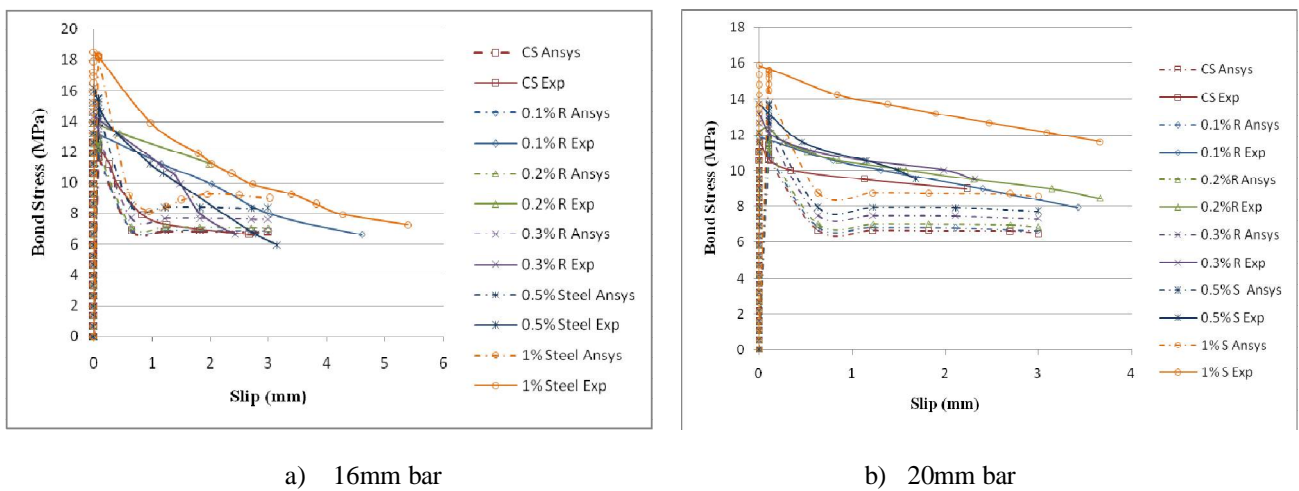 20
18
16
14
12
10
8
6
4
2
0
Bond Stress (MPa)
0 1 2 3 4 5 6
Slip (mm)
CS Ansys
CS Exp
0.1% R Ansys
0.1% R Exp
0.2% R Ansys
0.2% R Exp
0.3% R Ansys
0.3% R Exp
0.5% Steel Ansys
0.5% Steel Exp
1% Steel Ansys
1% Steel Exp
18
16
14
12
10
8
6
4
2
0
Bond Stress (MPa)
0 1 2 3 4
Slip (mm)
CS Ansys
CS Exp
0.1% R Ansys
0.1% R Exp
0.2%R Ansys
0.2%R Exp
0.3% R Ansys
0.3% R Exp
0.5% S Ansys
0.5% S Exp
1% S Ansys
1% S Exp
a) 16mm bar
b) 20mm bar